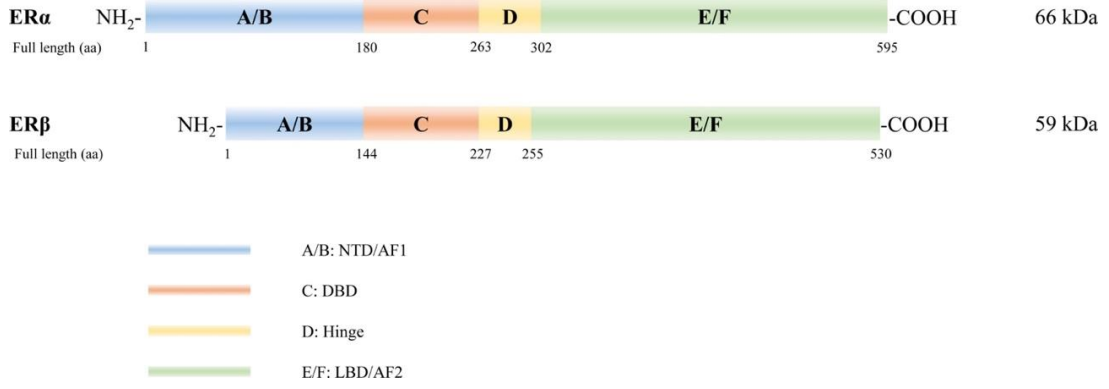 ERα NH2- A/B C D E/F -COOH 66 kDa
Full length (aa) 1 180 263 302 595
ERβ NH2- A/B C D E/F -COOH 59 kDa
Full length (aa) 1 144 227 255 530
A/B: NTD/AF1
C: DBD
D: Hinge
E/F: LBD/AF2